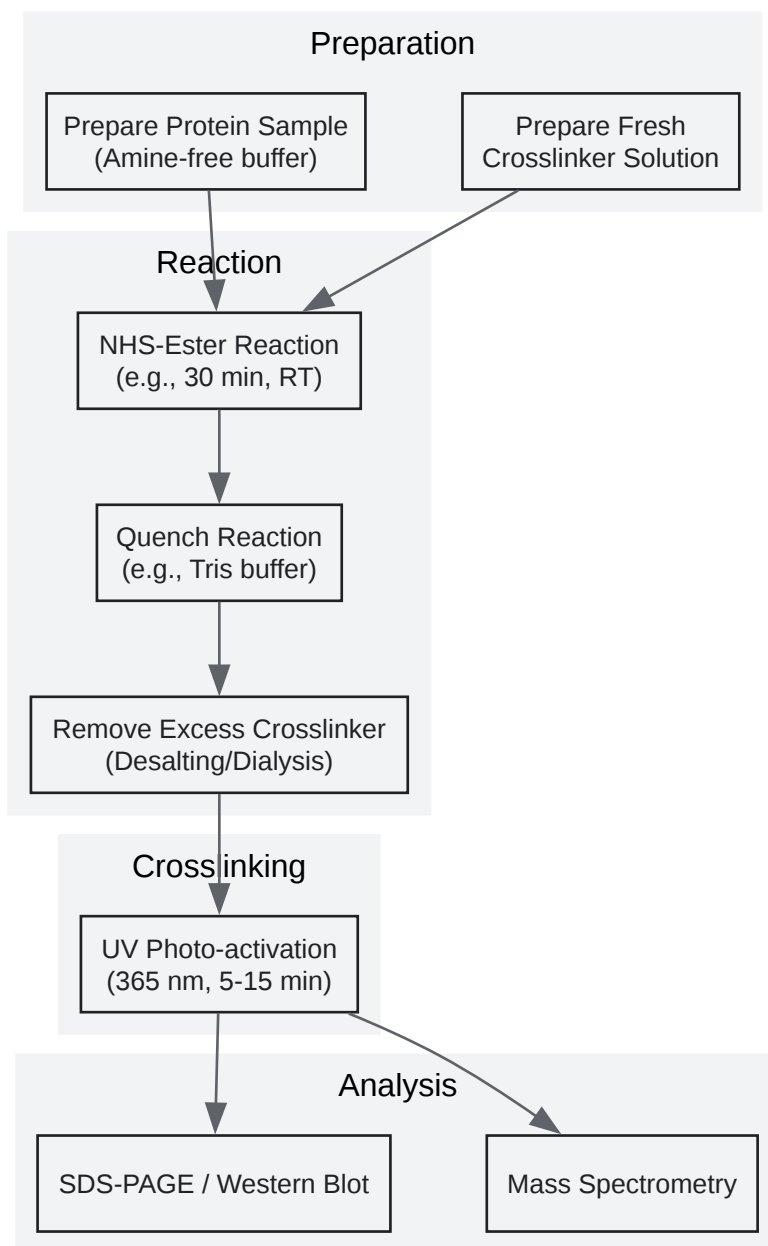 Preparation
Prepare Protein Sample
(Amine-free buffer)
Prepare Fresh
Crosslinker Solution
Reaction
NHS-Ester Reaction
(e.g., 30 min, RT)
Quench Reaction
(e.g., Tris buffer)
Remove Excess Crosslinker
(Desalting/Dialysis)
Crosslinking
UV Photo-activation
(365 nm, 5-15 min)
Analysis
SDS-PAGE / Western Blot
Mass Spectrometry